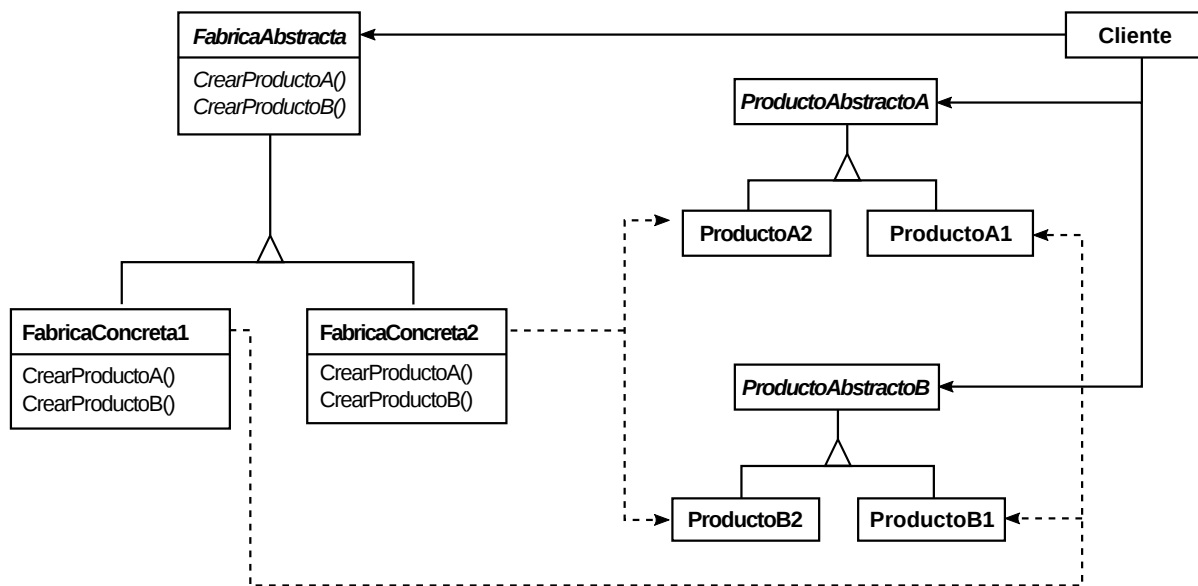 FabricaAbstracta
CrearProductoA()
CrearProductoB()
Cliente
ProductoAbstractoA
ProductoA2
ProductoA1
FabricaConcreta1
CrearProductoA()
CrearProductoB()
FabricaConcreta2
CrearProductoA()
CrearProductoB()
ProductoAbstractoB
ProductoB2
ProductoB1